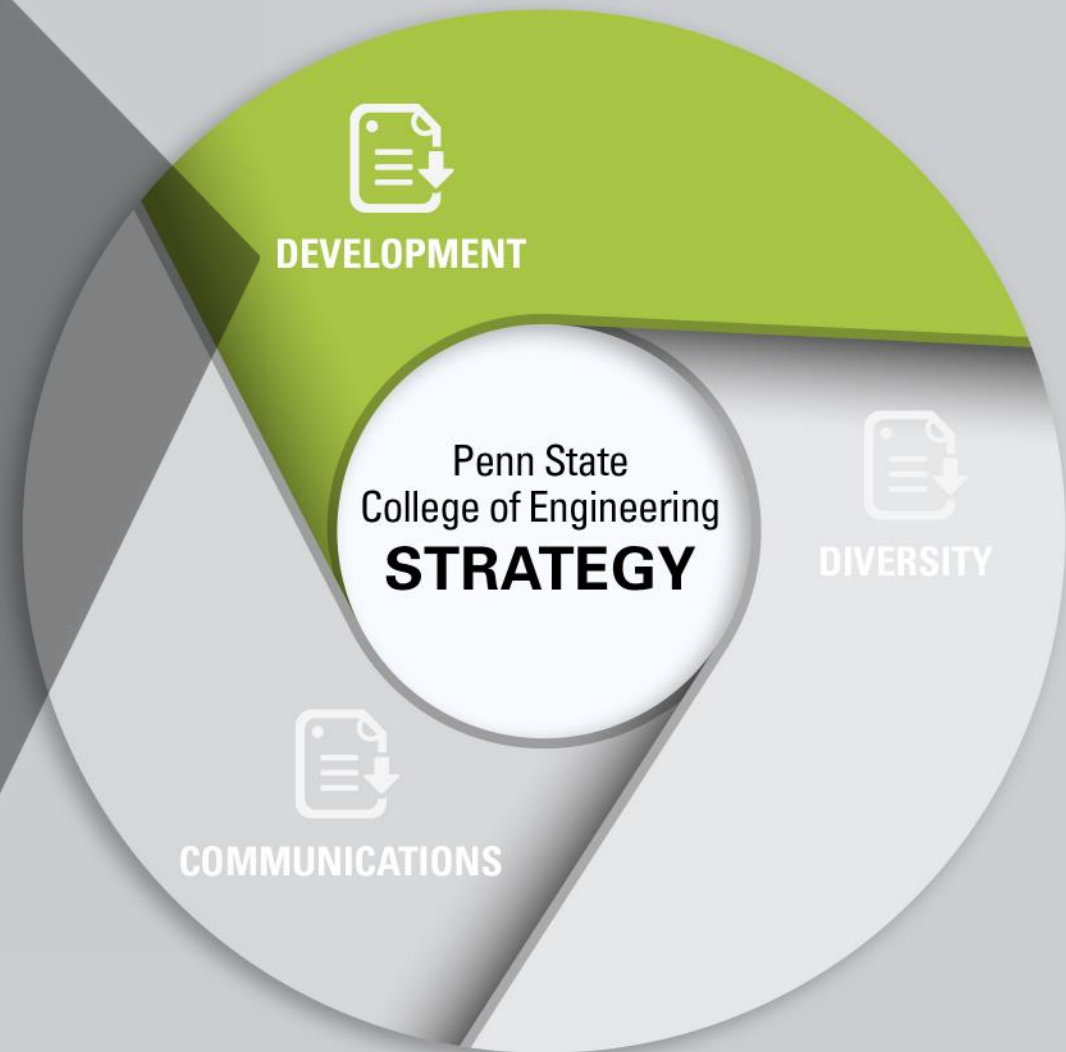 DEVELOPMENT
Penn State
College of Engineering
STRATEGY
DIVERSITY
COMMUNICATIONS